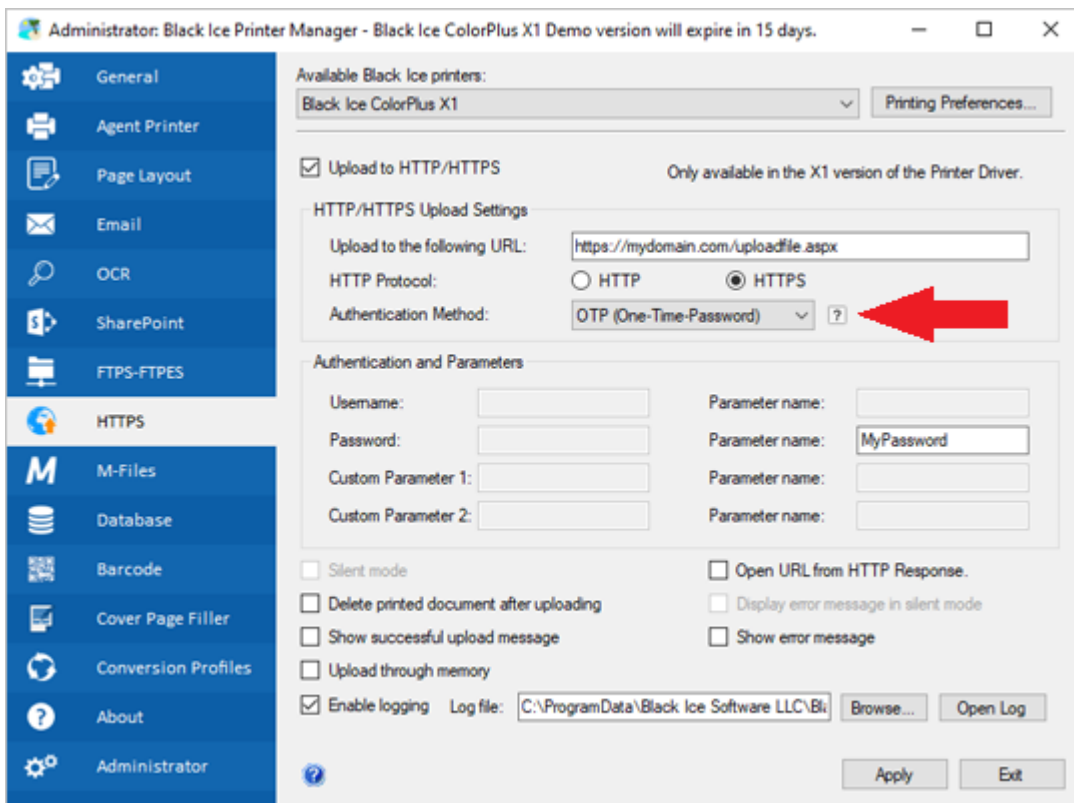 Administrator: Black Ice Printer Manager - Black Ice ColorPlus X1 Demo version will expire in 15 days.
General
Agent Printer
Page Layout
Email
OCR
SharePoint
FTPS-FTPES
HTTPS
M-Files
Database
Barcode
Cover Page Filler
Conversion Profiles
About
Administrator
Available Black Ice printers:
Black Ice ColorPlus X1 Printing Preferences...
Upload to HTTP/HTTPS Only available in the X1 version of the Printer Driver.
HTTP/HTTPS Upload Settings
Upload to the following URL: https://mydomain.com/uploadfile.aspx
HTTP Protocol: HTTP HTTPS
Authentication Method: OTP (One-Time-Password) ?
Authentication and Parameters
Username: Parameter name:
Password: Parameter name: MyPassword
Custom Parameter 1: Parameter name:
Custom Parameter 2: Parameter name:
Silent mode Open URL from HTTP Response.
Delete printed document after uploading Display error message in silent mode
Show successful upload message Show error message
Upload through memory
Enable logging Log file: C:\ProgramData\Black Ice Software LLC\Bla Browse... Open Log
? Apply Exit